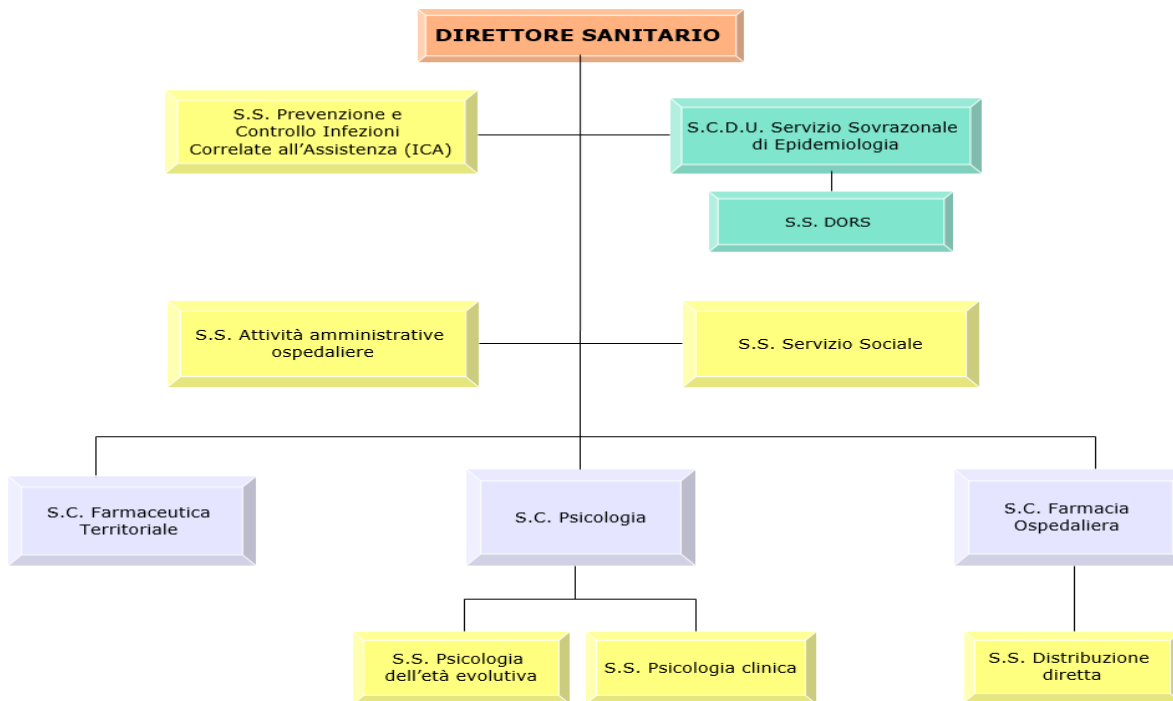 DIRETTORE SANITARIO
S.S. Prevenzione e
Controllo Infezioni
Correlate all’Assistenza (ICA)
S.C.D.U. Servizio Sovrazonale
di Epidemiologia
S.S. DORS
S.S. Attività amministrative
ospedaliere
S.S. Servizio Sociale
S.C. Farmaceutica
Territoriale
S.C. Psicologia
S.C. Farmacia
Ospedaliera
S.S. Psicologia
dell’età evolutiva
S.S. Psicologia clinica
S.S. Distribuzione
diretta